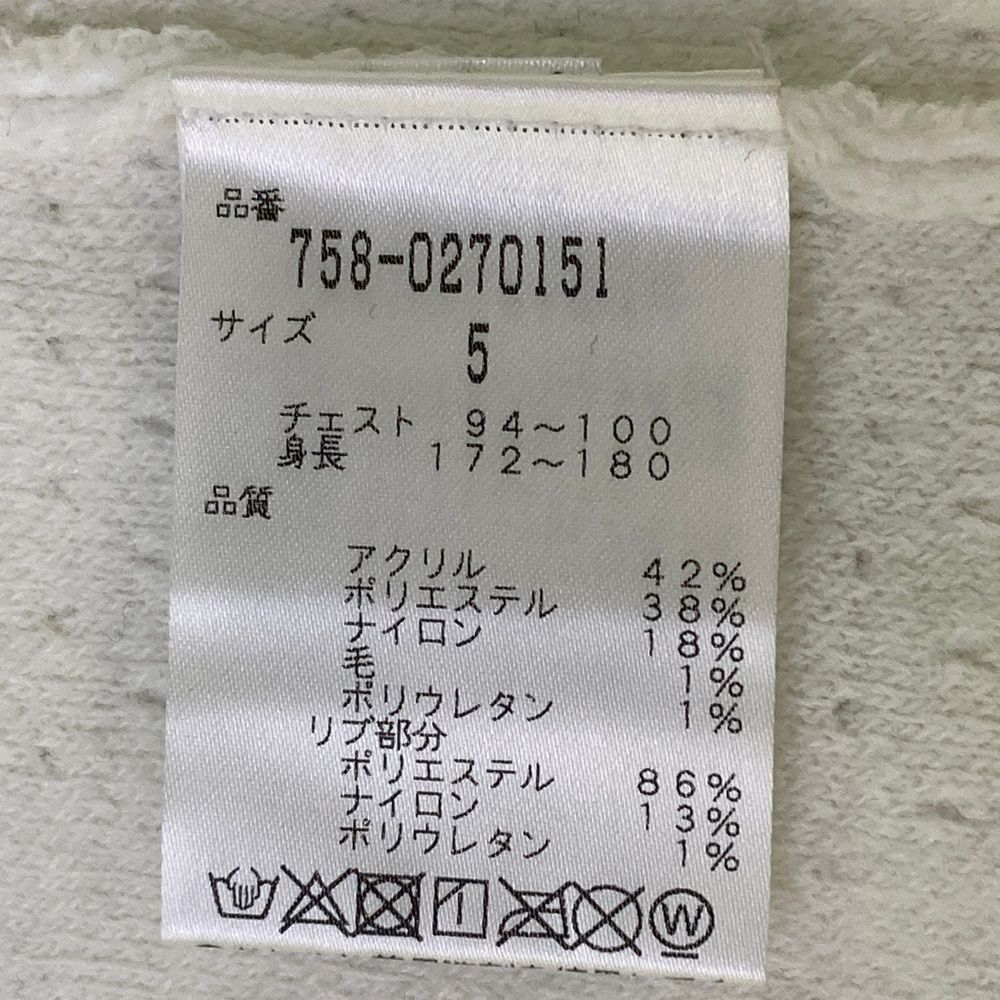 品番
758-0270151
サイズ
5
チェスト 94~100
身長 172~180
品質
アクリル 42%
ポリエステル 38%
ナイロン 18%
毛 1%
ポリウレタン 1%
リブ部分
ポリエステル 86%
ナイロン 13%
ポリウレタン 1%
W